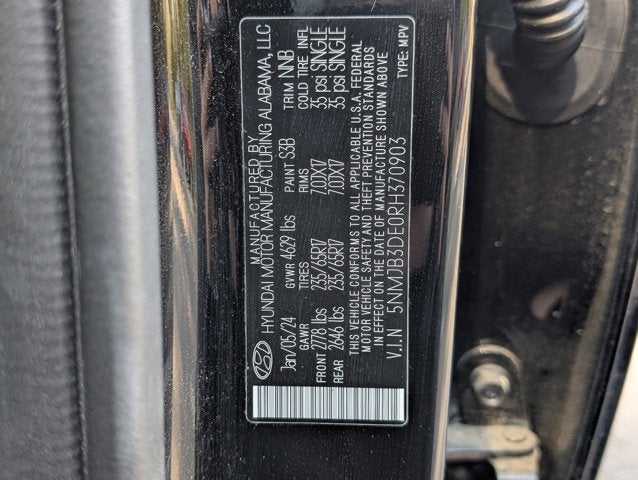 MANUFACTURED BY
HYUNDAI MOTOR MANUFACTURING ALABAMA, LLC
Jan/05/24 GVWR 4629 lbs PAINT S3B TRIM NNB
GAWR TIRES RIMS COLD TIRE INFL
FRONT 2778 lbs 235/65R17 7.0JX17 35 psi SINGLE
REAR 2646 lbs 235/65R17 7.0JX17 35 psi SINGLE
THIS VEHICLE CONFORMS TO ALL APPLICABLE U.S.A. FEDERAL
MOTOR VEHICLE SAFETY AND THEFT PREVENTION STANDARDS
IN EFFECT ON THE DATE OF MANUFACTURE SHOWN ABOVE
V.I.N 5NMJB3DE0RH370903 TYPE: MPV